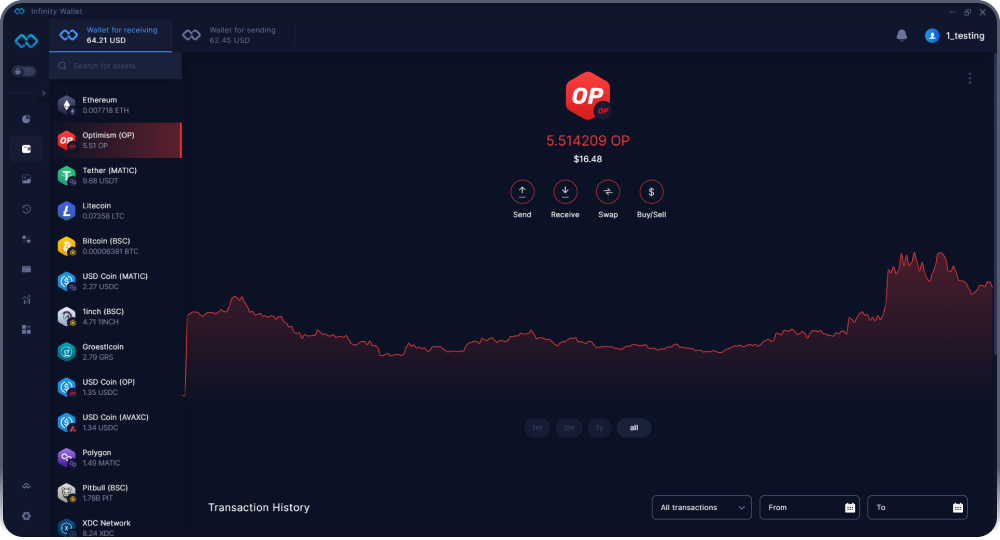 Infinity Wallet
Wallet for receiving
64.21 USD
Wallet for sending
62.45 USD
1_testing
Search for assets
Ethereum
0.007718 ETH
Optimism (OP)
5.51 OP
Tether (MATIC)
9.68 USDT
Litecoin
0.07358 LTC
Bitcoin (BSC)
0.00006381 BTC
USD Coin (MATIC)
2.27 USDC
1inch (BSC)
4.71 1INCH
Groestlcoin
2.79 GRS
USD Coin (OP)
1.35 USDC
USD Coin (AVAXC)
1.34 USDC
Polygon
1.49 MATIC
Pitbull (BSC)
1.78B PIT
XDC Network
8.24 XDC
OP
OP
5.514209 OP
$16.48
Send
Receive
Swap
Buy/Sell
1m
3m
1y
all
Transaction History
All transactions
From
To